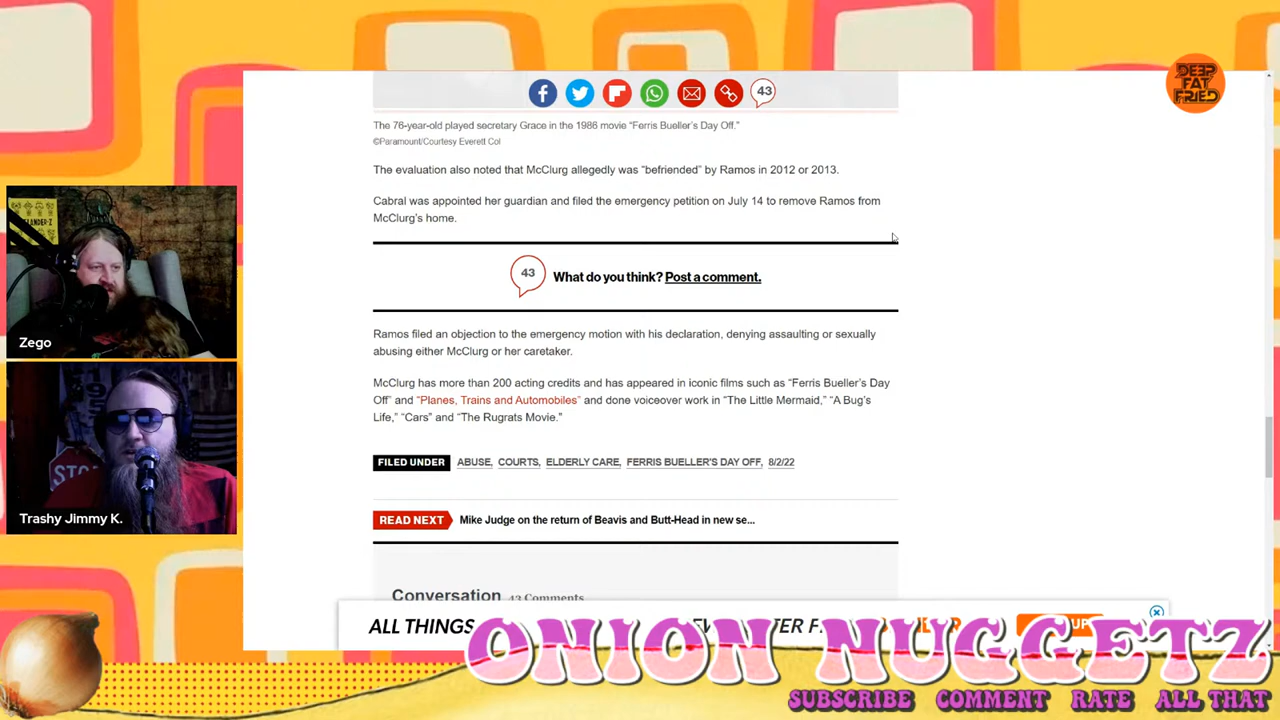 DEEP
FAT
FRIED
43
The 76-year-old played secretary Grace in the 1986 movie "Ferris Bueller's Day Off."
©Paramount/Courtesy Everett Col
The evaluation also noted that McClurg allegedly was "befriended" by Ramos in 2012 or 2013.
Cabral was appointed her guardian and filed the emergency petition on July 14 to remove Ramos from
McClurg's home.
43 What do you think? Post a comment.
Zego
Ramos filed an objection to the emergency motion with his declaration, denying assaulting or sexually
abusing either McClurg or her caretaker.
McClurg has more than 200 acting credits and has appeared in iconic films such as "Ferris Bueller's Day
Off" and "Planes, Trains and Automobiles" and done voiceover work in "The Little Mermaid," "A Bug's
Life," "Cars" and "The Rugrats Movie."
FILED UNDER ABUSE, COURTS, ELDERLY CARE, FERRIS BUELLER'S DAY OFF, 8/2/22
STOP
Trashy Jimmy K.
READ NEXT Mike Judge on the return of Beavis and Butt-Head in new se...
Conversation 43 Comments
ALL THINGS
ONION NUGGETZ
SUBSCRIBE COMMENT RATE ALL THAT